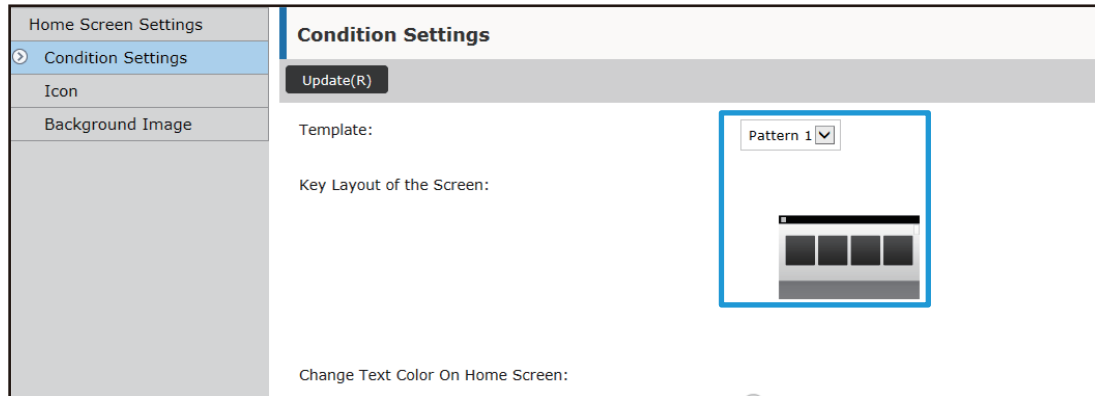 Home Screen Settings
Condition Settings
Icon
Background Image
Condition Settings
Update(R)
Template:
Pattern 1
Key Layout of the Screen:
Change Text Color On Home Screen: